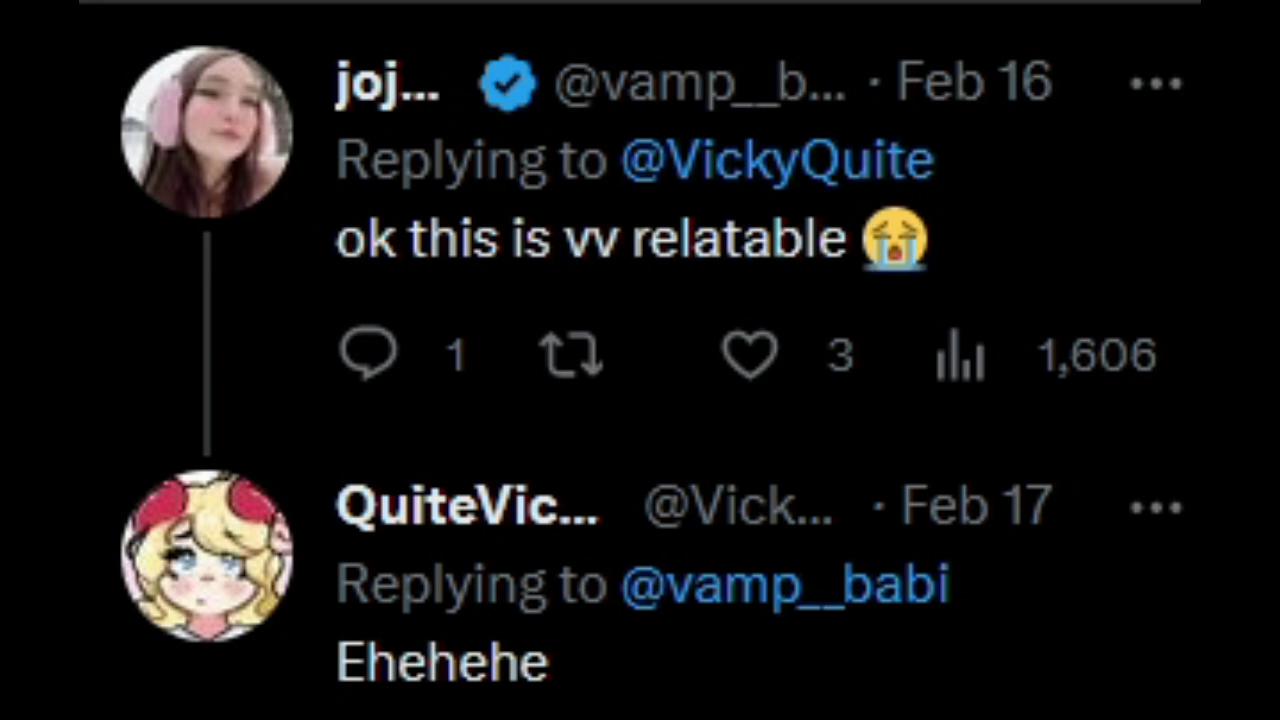 joj... @vamp__b... · Feb 16
Replying to @VickyQuite
ok this is vv relatable 😭
1 3 1,606
QuiteVic... @Vick... · Feb 17
Replying to @vamp__babi
Ehehehe